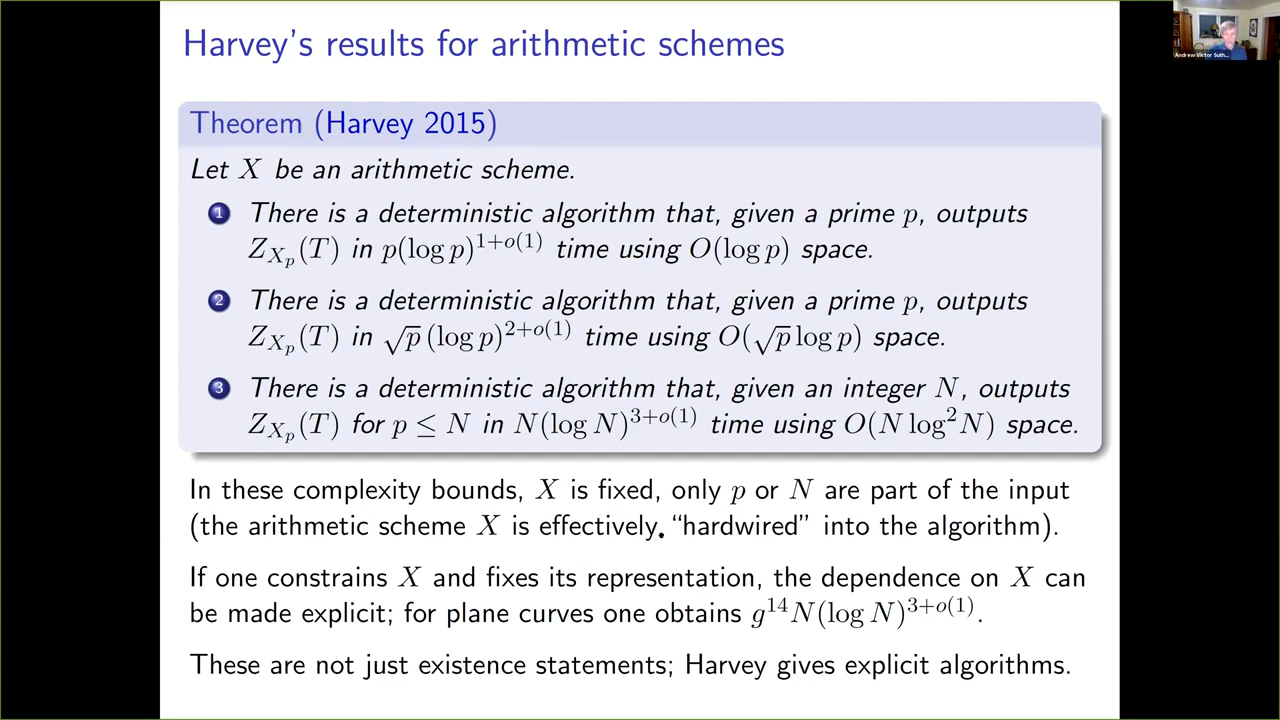 Harvey's results for arithmetic schemes
Andrew Victor Suth...
Theorem (Harvey 2015)
Let X be an arithmetic scheme.
1 There is a deterministic algorithm that, given a prime p, outputs
Z_{X_p}(T) in p(log p)^{1+o(1)} time using O(log p) space.
2 There is a deterministic algorithm that, given a prime p, outputs
Z_{X_p}(T) in √p (log p)^{2+o(1)} time using O(√p log p) space.
3 There is a deterministic algorithm that, given an integer N, outputs
Z_{X_p}(T) for p ≤ N in N(log N)^{3+o(1)} time using O(N log² N) space.
In these complexity bounds, X is fixed, only p or N are part of the input
(the arithmetic scheme X is effectively "hardwired" into the algorithm).
If one constrains X and fixes its representation, the dependence on X can
be made explicit; for plane curves one obtains g^{14}N(log N)^{3+o(1)}.
These are not just existence statements; Harvey gives explicit algorithms.